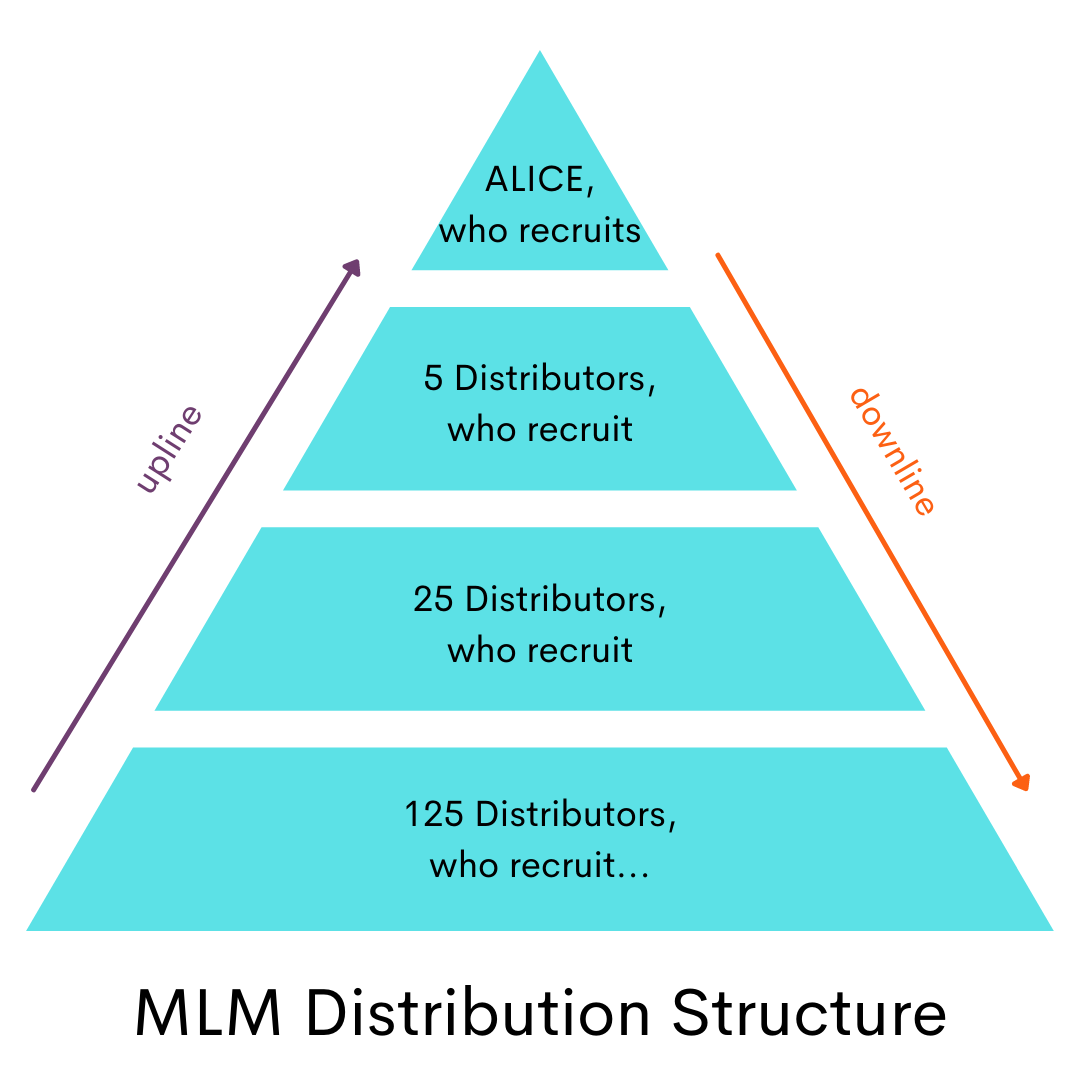 ALICE,
who recruits
upline
5 Distributors,
who recruit
downline
25 Distributors,
who recruit
125 Distributors,
who recruit...
MLM Distribution Structure